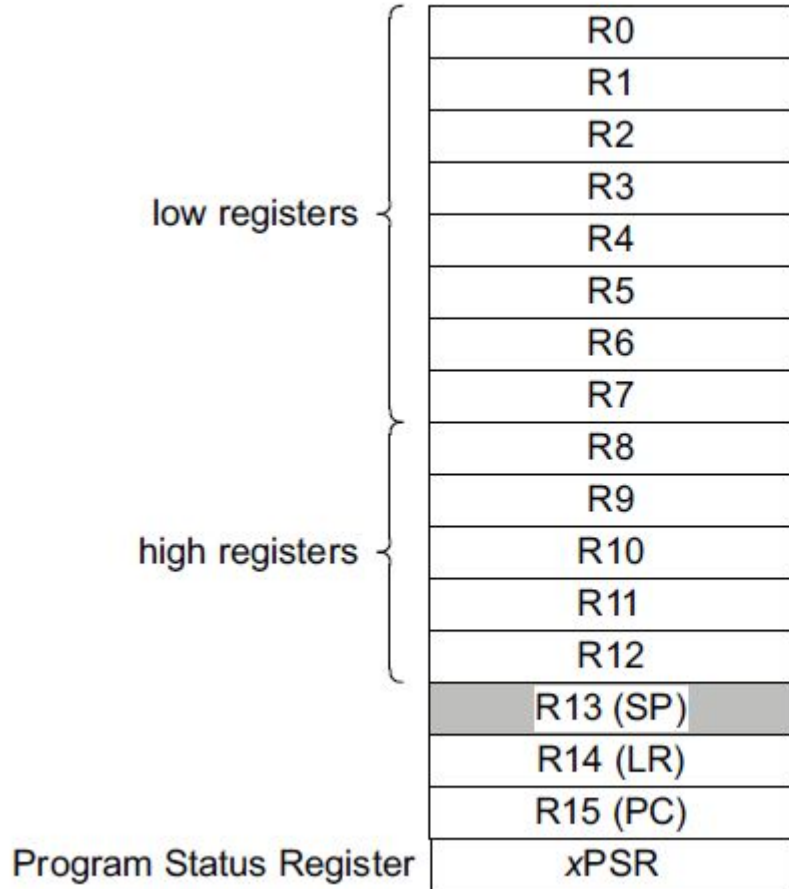 R0
R1
R2
R3
low registers
R4
R5
R6
R7
R8
R9
high registers
R10
R11
R12
R13 (SP)
R14 (LR)
R15 (PC)
Program Status Register
xPSR